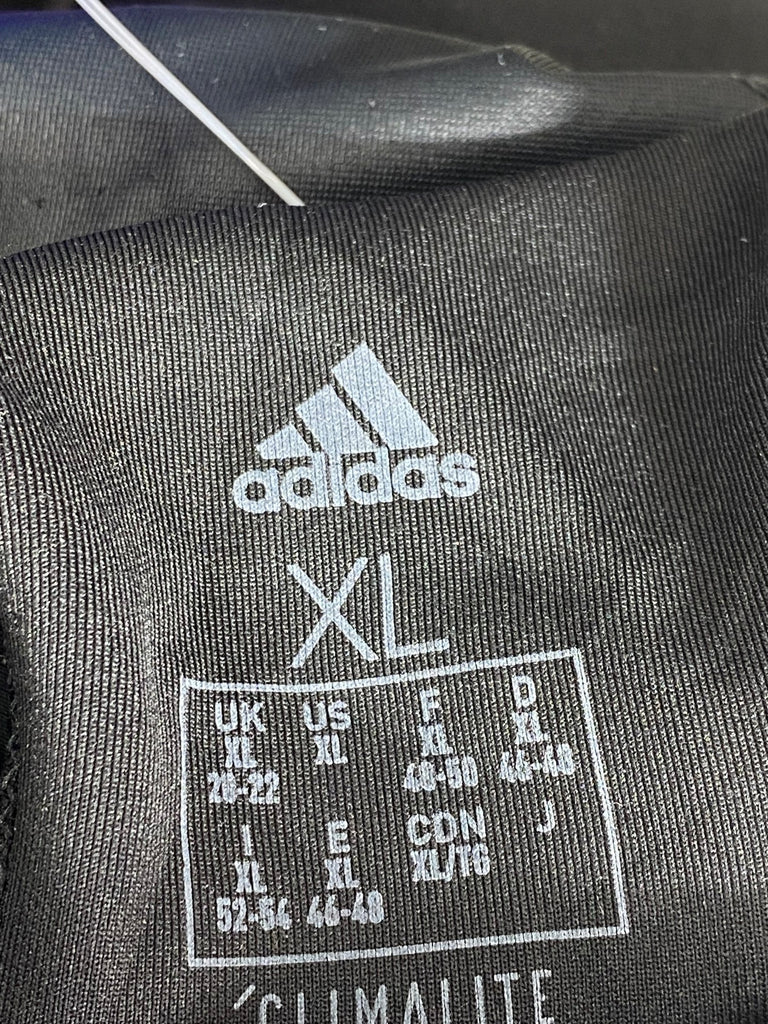 adidas
XL
UK US F D
XL XL XL XL
20-22 48-50 46-48
I E CDN J
XL XL XL/TG
52-54 46-48
CLIMALITE